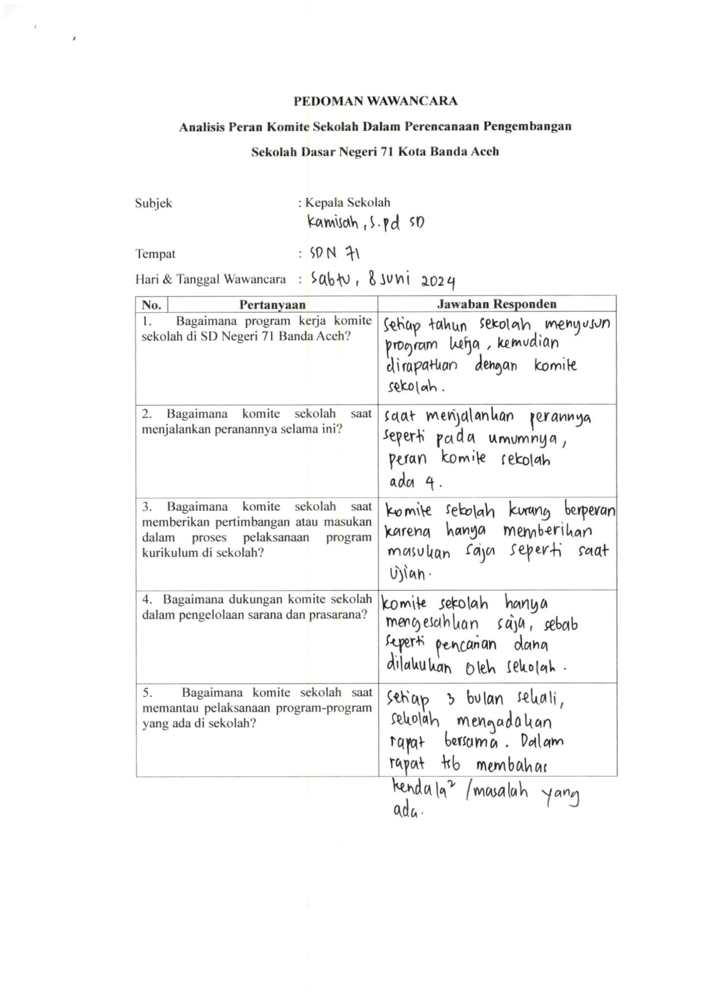 PEDOMAN WAWANCARA
Analisis Peran Komite Sekolah Dalam Perencanaan Pengembangan
Sekolah Dasar Negeri 71 Kota Banda Aceh
Subjek : Kepala Sekolah
Kamisah, S.Pd SD
Tempat : SDN 71
Hari & Tanggal Wawancara : Sabtu, 8 Juni 2024
No. Pertanyaan Jawaban Responden
1. Bagaimana program kerja komite
sekolah di SD Negeri 71 Banda Aceh?
Setiap tahun sekolah menyusun
program kerja, kemudian
dirapatkan dengan komite
sekolah.
2. Bagaimana komite sekolah saat
menjalankan peranannya selama ini?
saat menjalankan perannya
seperti pada umumnya,
peran komite sekolah
ada 4.
3. Bagaimana komite sekolah saat
memberikan pertimbangan atau masukan
dalam proses pelaksanaan program
kurikulum di sekolah?
komite sekolah kurang berperan
karena hanya memberikan
masukan saja seperti saat
ujian.
4. Bagaimana dukungan komite sekolah
dalam pengelolaan sarana dan prasarana?
komite sekolah hanya
mengesahkan saja, sebab
seperti pencarian dana
dilakukan oleh sekolah.
5. Bagaimana komite sekolah saat
memantau pelaksanaan program-program
yang ada di sekolah?
Setiap 3 bulan sekali,
sekolah mengadakan
rapat bersama. Dalam
rapat tsb membahas
kendala² /masalah yang
ada.